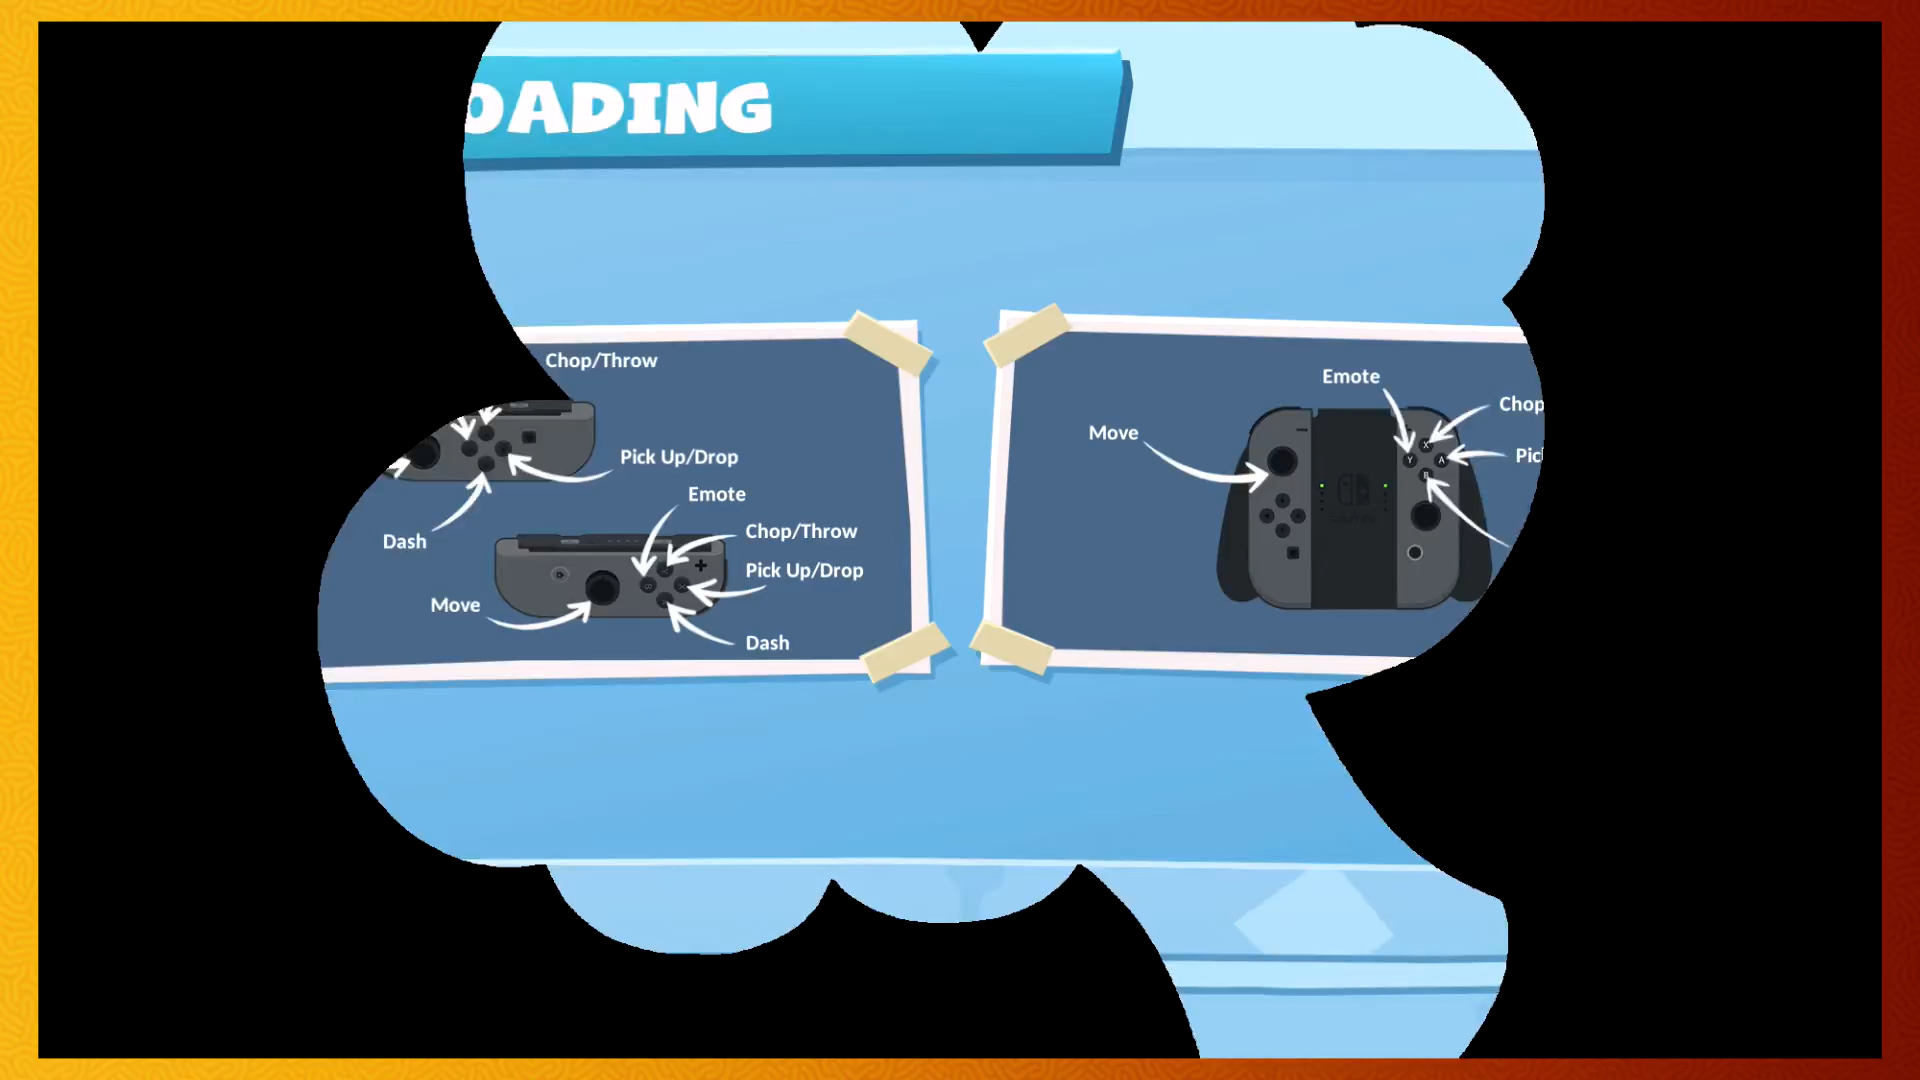 OADING
Chop/Throw
Pick Up/Drop
Dash
Emote
Chop/Throw
Pick Up/Drop
Move
Dash
Emote
Chop
Move
Pic
X
Y
A
B